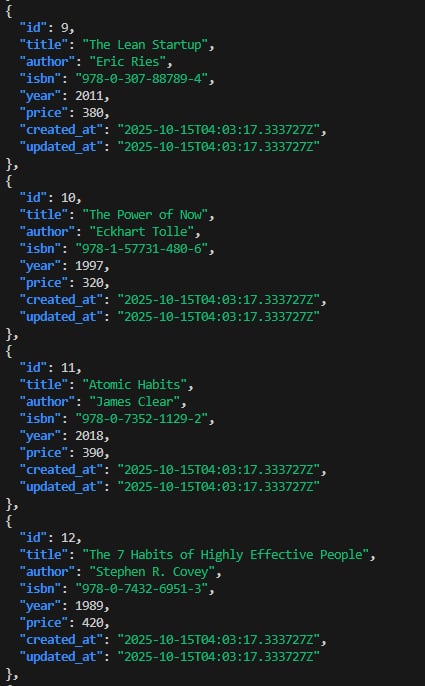 {
"id": 9,
"title": "The Lean Startup",
"author": "Eric Ries",
"isbn": "978-0-307-88789-4",
"year": 2011,
"price": 380,
"created_at": "2025-10-15T04:03:17.333727Z",
"updated_at": "2025-10-15T04:03:17.333727Z"
},
{
"id": 10,
"title": "The Power of Now",
"author": "Eckhart Tolle",
"isbn": "978-1-57731-480-6",
"year": 1997,
"price": 320,
"created_at": "2025-10-15T04:03:17.333727Z",
"updated_at": "2025-10-15T04:03:17.333727Z"
},
{
"id": 11,
"title": "Atomic Habits",
"author": "James Clear",
"isbn": "978-0-7352-1129-2",
"year": 2018,
"price": 390,
"created_at": "2025-10-15T04:03:17.333727Z",
"updated_at": "2025-10-15T04:03:17.333727Z"
},
{
"id": 12,
"title": "The 7 Habits of Highly Effective People",
"author": "Stephen R. Covey",
"isbn": "978-0-7432-6951-3",
"year": 1989,
"price": 420,
"created_at": "2025-10-15T04:03:17.333727Z",
"updated_at": "2025-10-15T04:03:17.333727Z"
},